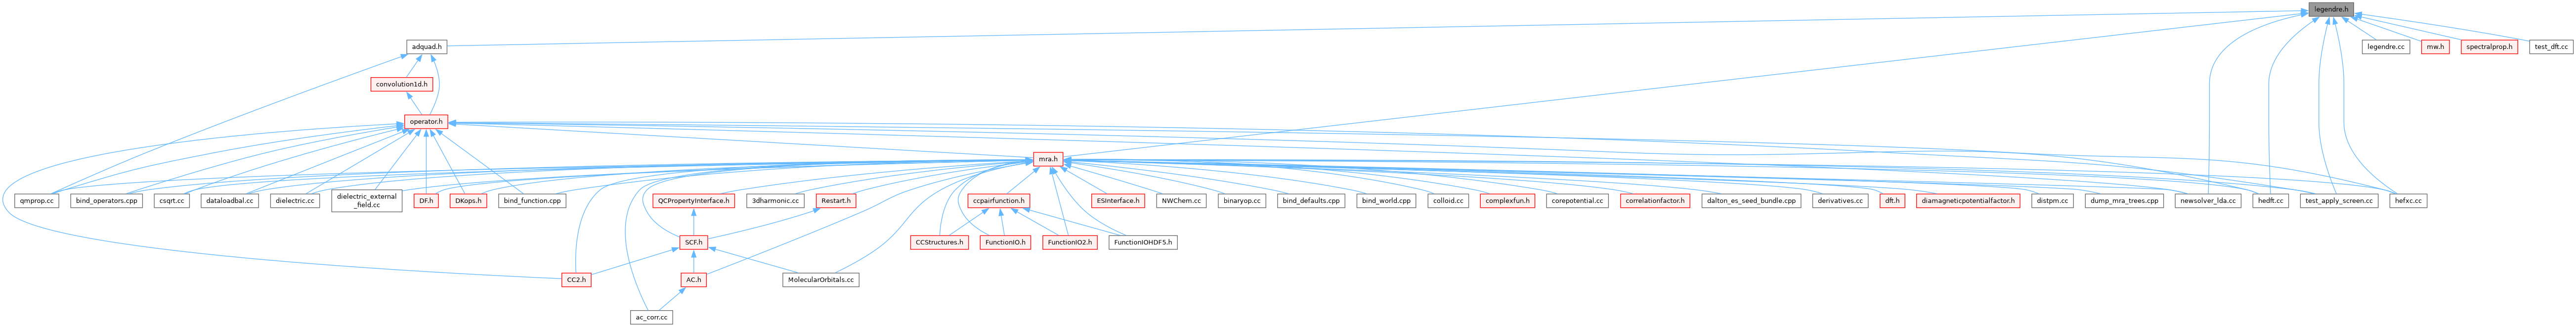 legendre.h
adquad.h
legendre.cc
mw.h
spectralprop.h
test_dft.cc
convolution1d.h
operator.h
mra.h
qmprop.cc
bind_operators.cpp
csqrt.cc
dataloadbal.cc
dielectric.cc
dielectric_external
_field.cc
DF.h
DKops.h
bind_function.cpp
QCPropertyInterface.h
3dharmonic.cc
Restart.h
ccpairfunction.h
ESInterface.h
NWChem.cc
binaryop.cc
bind_defaults.cpp
bind_world.cpp
colloid.cc
complexfun.h
corepotential.cc
correlationfactor.h
dalton_es_seed_bundle.cpp
derivatives.cc
dft.h
diamagneticpotentialfactor.h
distpm.cc
dump_mra_trees.cpp
newsolver_lda.cc
hedft.cc
test_apply_screen.cc
hefxc.cc
SCF.h
CCStructures.h
FunctionIO.h
FunctionIO2.h
FunctionIOHDF5.h
CC2.h
AC.h
MolecularOrbitals.cc
ac_corr.cc